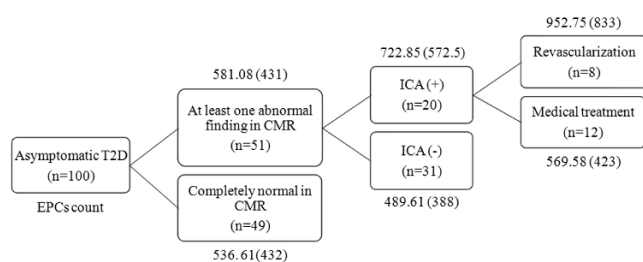 Asymptomatic T2D
(n=100)
EPCs count
581.08 (431)
At least one abnormal
finding in CMR
(n=51)
Completely normal in
CMR
(n=49)
536.61 (432)
722.85 (572.5)
ICA (+)
(n=20)
ICA (-)
(n=31)
489.61 (388)
952.75 (833)
Revascularization
(n=8)
Medical treatment
(n=12)
569.58 (423)